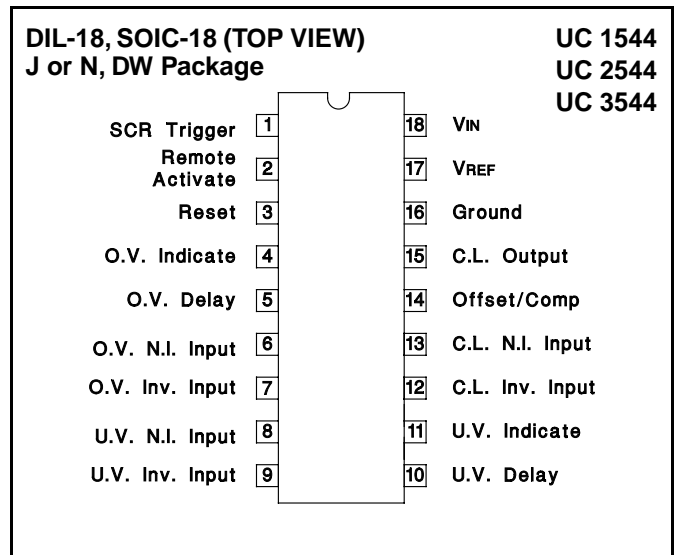 DIL-18, SOIC-18 (TOP VIEW)
J or N, DW Package
UC 1544
UC 2544
UC 3544
SCR Trigger 1
Remote
Activate 2
Reset 3
O.V. Indicate 4
O.V. Delay 5
O.V. N.I. Input 6
O.V. Inv. Input 7
U.V. N.I. Input 8
U.V. Inv. Input 9
18 VIN
17 VREF
16 Ground
15 C.L. Output
14 Offset/Comp
13 C.L. N.I. Input
12 C.L. Inv. Input
11 U.V. Indicate
10 U.V. Delay